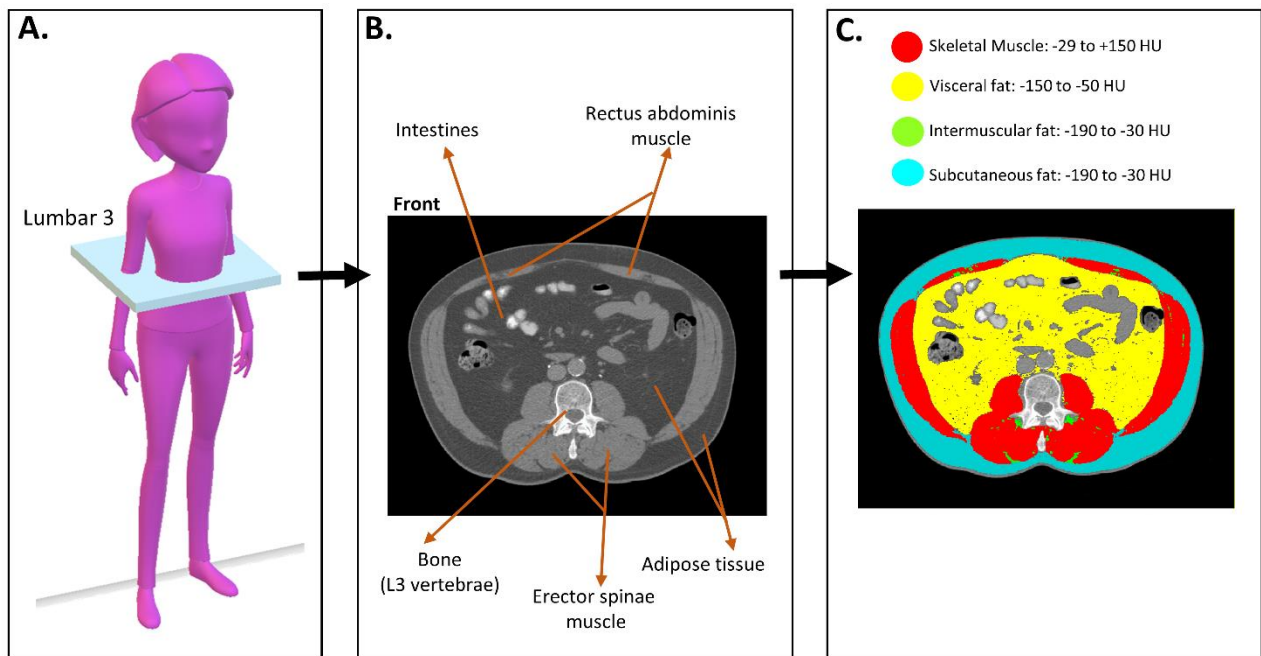 A.
Lumbar 3
B.
Intestines
Rectus abdominis
muscle
Front
Bone
(L3 vertebrae)
Erector spinae
muscle
Adipose tissue
C.
Skeletal Muscle: -29 to +150 HU
Visceral fat: -150 to -50 HU
Intermuscular fat: -190 to -30 HU
Subcutaneous fat: -190 to -30 HU